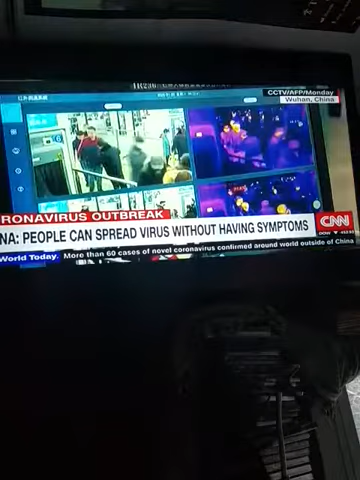 CCTV/AFP/Monday
Wuhan, China
RONAVIRUS OUTBREAK
NA: PEOPLE CAN SPREAD VIRUS WITHOUT HAVING SYMPTOMS
CNN
World Today. More than 60 cases of novel coronavirus confirmed around world outside of China